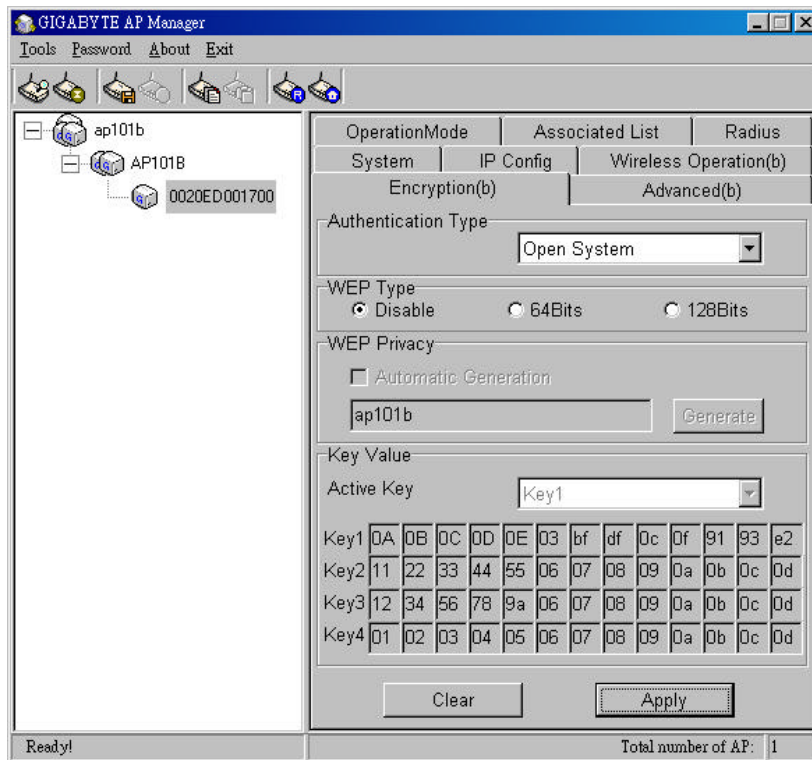 GIGABYTE AP Manager
Tools Password About Exit
ap101b
AP101B
0020ED001700
OperationMode Associated List Radius
System IP Config Wireless Operation(b)
Encryption(b) Advanced(b)
Authentication Type
Open System
WEP Type
Disable 64Bits 128Bits
WEP Privacy
Automatic Generation
ap101b Generate
Key Value
Active Key Key1
Key1 0A 0B 0C 0D 0E 03 bf df 0c 0f 91 93 e2
Key2 11 22 33 44 55 06 07 08 09 0a 0b 0c 0d
Key3 12 34 56 78 9a 06 07 08 09 0a 0b 0c 0d
Key4 01 02 03 04 05 06 07 08 09 0a 0b 0c 0d
Clear Apply
Ready! Total number of AP: 1